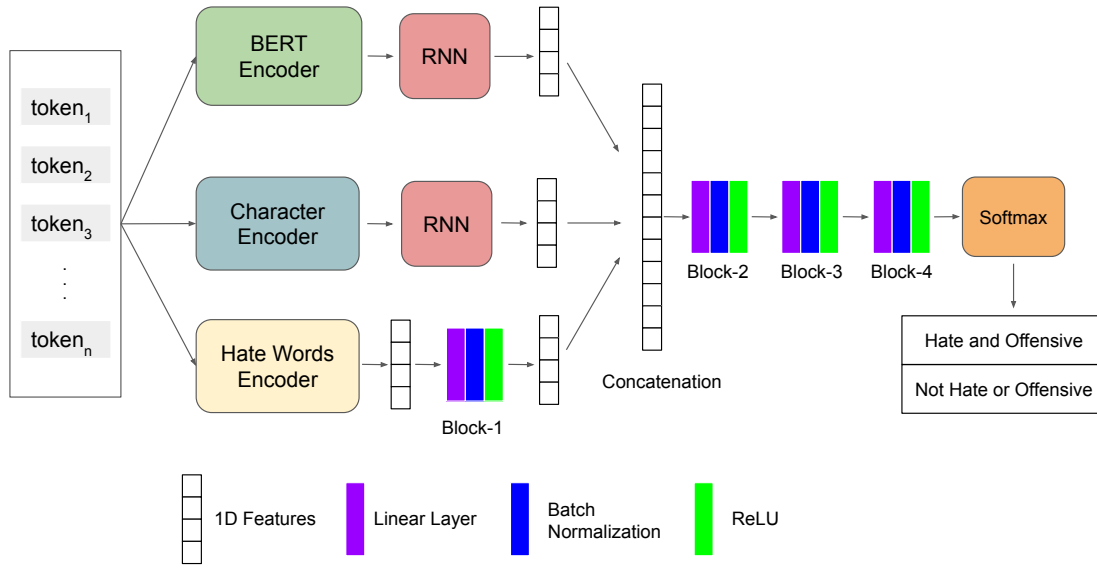 token1
token2
token3
.
.
.
tokenn
BERT
Encoder
RNN
Character
Encoder
RNN
Hate Words
Encoder
Block-1
Concatenation
Block-2
Block-3
Block-4
Softmax
Hate and Offensive
Not Hate or Offensive
1D Features
Linear Layer
Batch
Normalization
ReLU